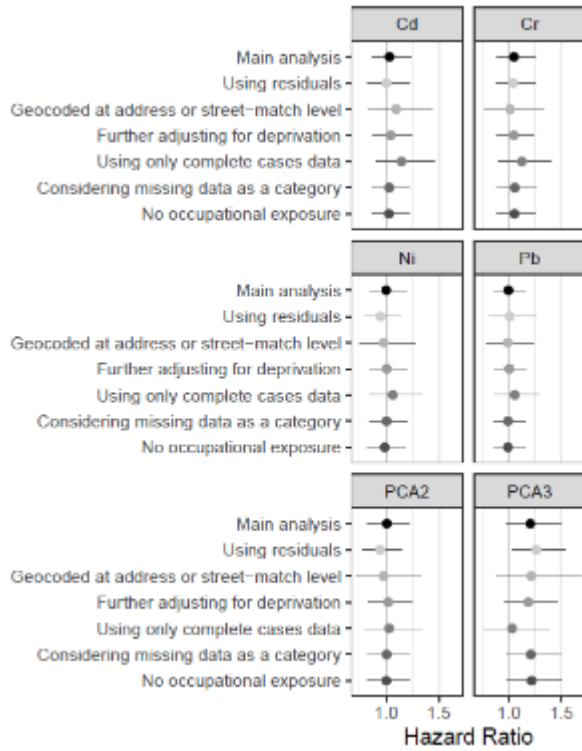 Cd Cr
Main analysis
Using residuals
Geocoded at address or street-match level
Further adjusting for deprivation
Using only complete cases data
Considering missing data as a category
No occupational exposure
Ni Pb
Main analysis
Using residuals
Geocoded at address or street-match level
Further adjusting for deprivation
Using only complete cases data
Considering missing data as a category
No occupational exposure
PCA2 PCA3
Main analysis
Using residuals
Geocoded at address or street-match level
Further adjusting for deprivation
Using only complete cases data
Considering missing data as a category
No occupational exposure
1.0 1.5 1.0 1.5
Hazard Ratio